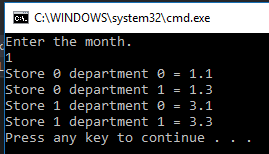 C:\WINDOWS\system32\cmd.exe
Enter the month.
1
Store 0 department 0 = 1.1
Store 0 department 1 = 1.3
Store 1 department 0 = 3.1
Store 1 department 1 = 3.3
Press any key to continue . . .